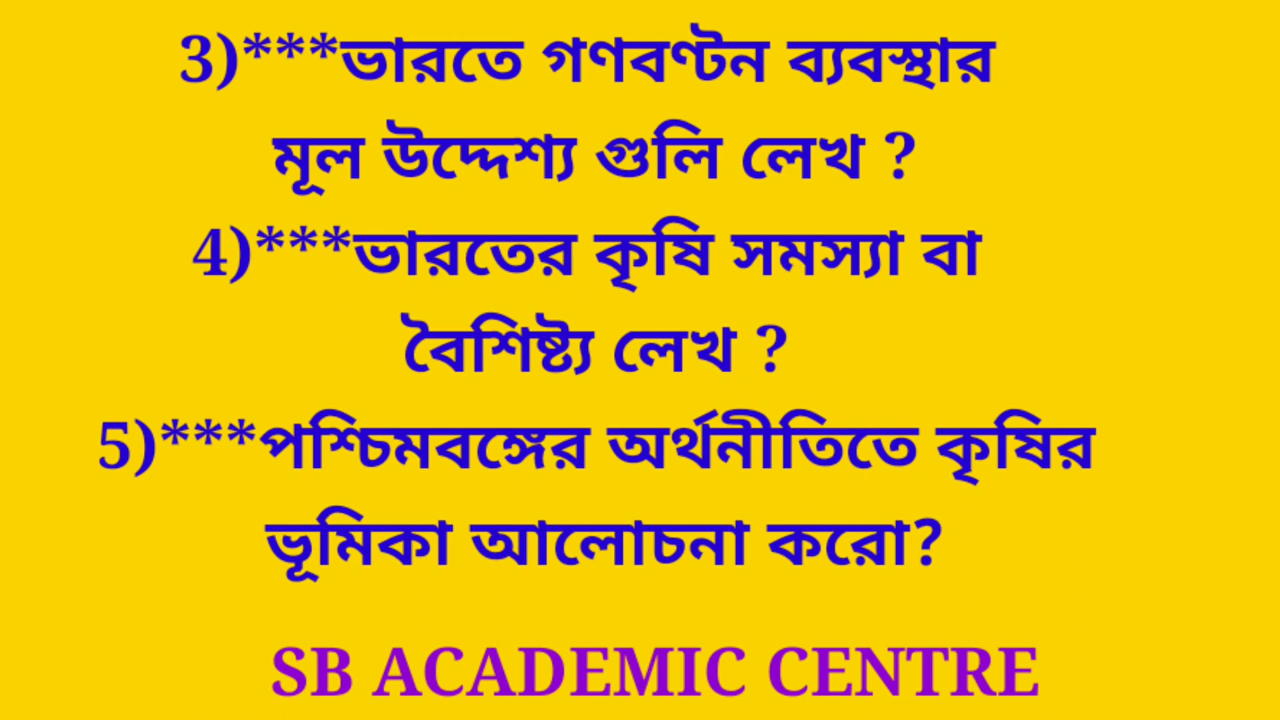 3)***ভারতে গণবণ্টন ব্যবস্থার
মূল উদ্দেশ্য গুলি লেখ ?
4)***ভারতের কৃষি সমস্যা বা
বৈশিষ্ট্য লেখ ?
5)***পশ্চিমবঙ্গের অর্থনীতিতে কৃষির
ভূমিকা আলোচনা করো?
SB ACADEMIC CENTRE